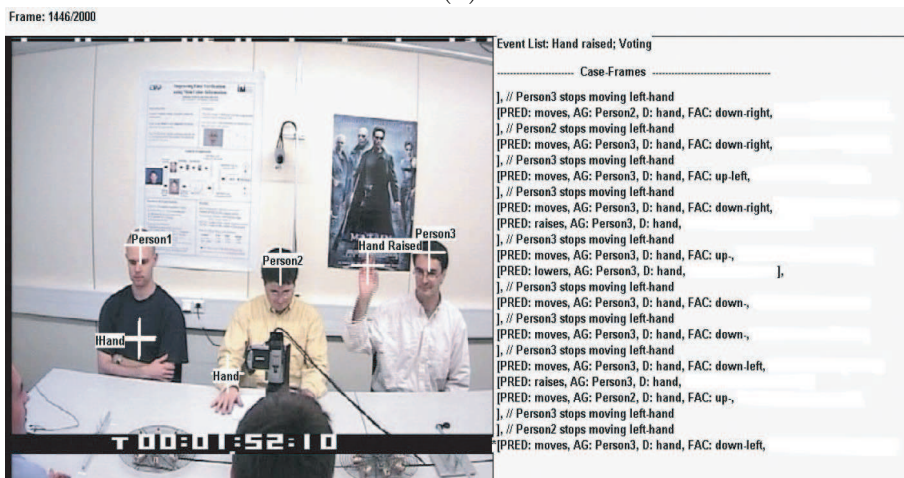 Frame: 1446/2000
Event List: Hand raised; Voting
Case-Frames
], // Person3 stops moving left-hand
[PRED: moves, AG: Person2, D: hand, FAC: down-right,
], // Person2 stops moving left-hand
[PRED: moves, AG: Person3, D: hand, FAC: down-right,
], // Person3 stops moving left-hand
[PRED: moves, AG: Person3, D: hand, FAC: up-left,
], // Person3 stops moving left-hand
[PRED: moves, AG: Person3, D: hand, FAC: down-right,
[PRED: raises, AG: Person3, D: hand,
], // Person3 stops moving left-hand
[PRED: moves, AG: Person3, D: hand, FAC: up-,
[PRED: lowers, AG: Person3, D: hand, ],
], // Person3 stops moving left-hand
[PRED: moves, AG: Person3, D: hand, FAC: down-,
], // Person3 stops moving left-hand
[PRED: moves, AG: Person3, D: hand, FAC: down-,
], // Person3 stops moving left-hand
[PRED: moves, AG: Person3, D: hand, FAC: down-left,
[PRED: raises, AG: Person3, D: hand,
[PRED: moves, AG: Person2, D: hand, FAC: up-,
], // Person3 stops moving left-hand
], // Person2 stops moving left-hand
[PRED: moves, AG: Person3, D: hand, FAC: down-left,
Person1
Person2
Person3
Hand Raised
Hand
Hand
T 00:01:52:10